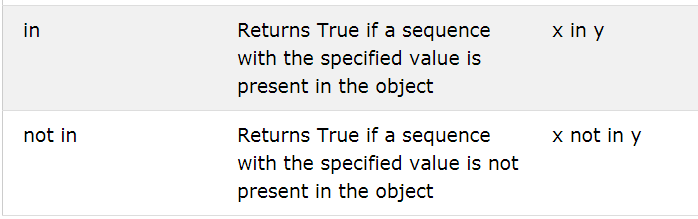 in
Returns True if a sequence
with the specified value is
present in the object
x in y
not in
Returns True if a sequence
with the specified value is not
present in the object
x not in y